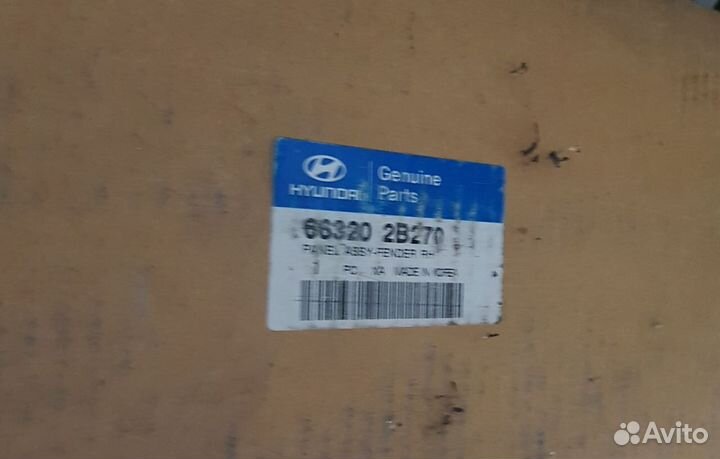 HYUNDAI
Genuine
Parts
66320 2B270
PANEL ASSY-FENDER RH
MADE IN KOREA
Avito